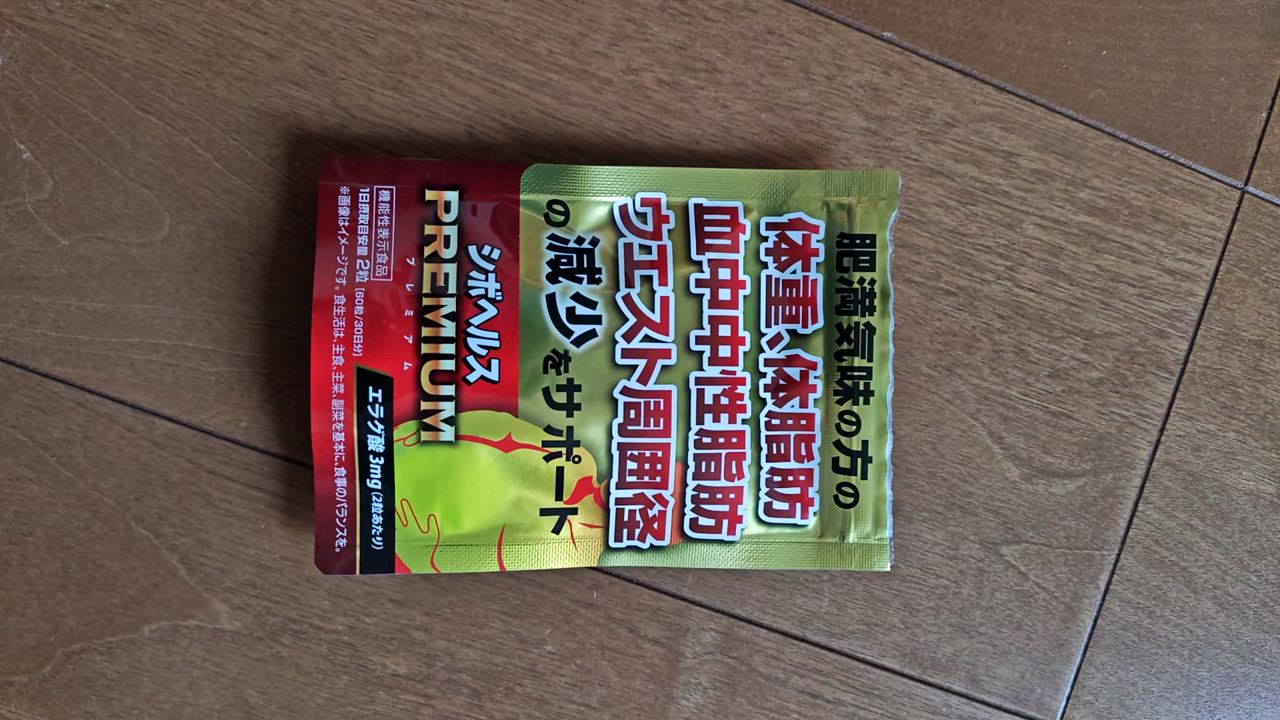 肥満気味の方の
体重、体脂肪
血中中性脂肪
ウエスト周囲径
の減少をサポート
シボヘルス
PREMIUM
プレミアム
機能性表示食品
1日摂取目安量 2粒 [60粒/30日分]
エラグ酸 3mg (2粒あたり)
※画像はイメージです。食生活は、主食、主菜、副菜を基本に、食事のバランスを。